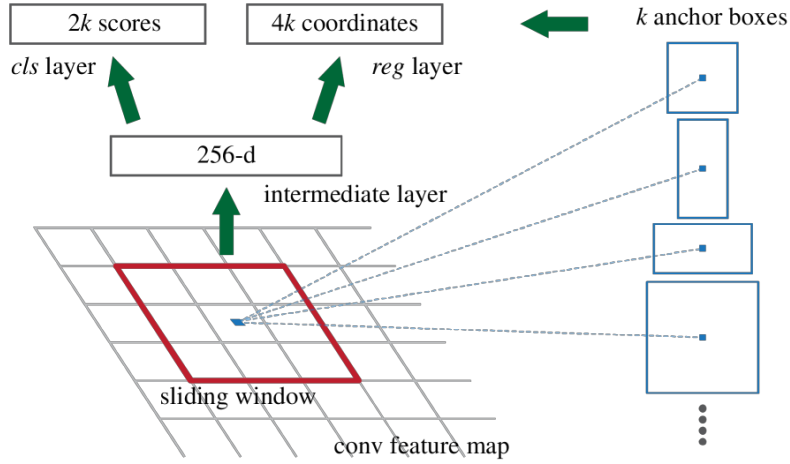 2k scores
4k coordinates
k anchor boxes
cls layer
reg layer
256-d
intermediate layer
sliding window
conv feature map